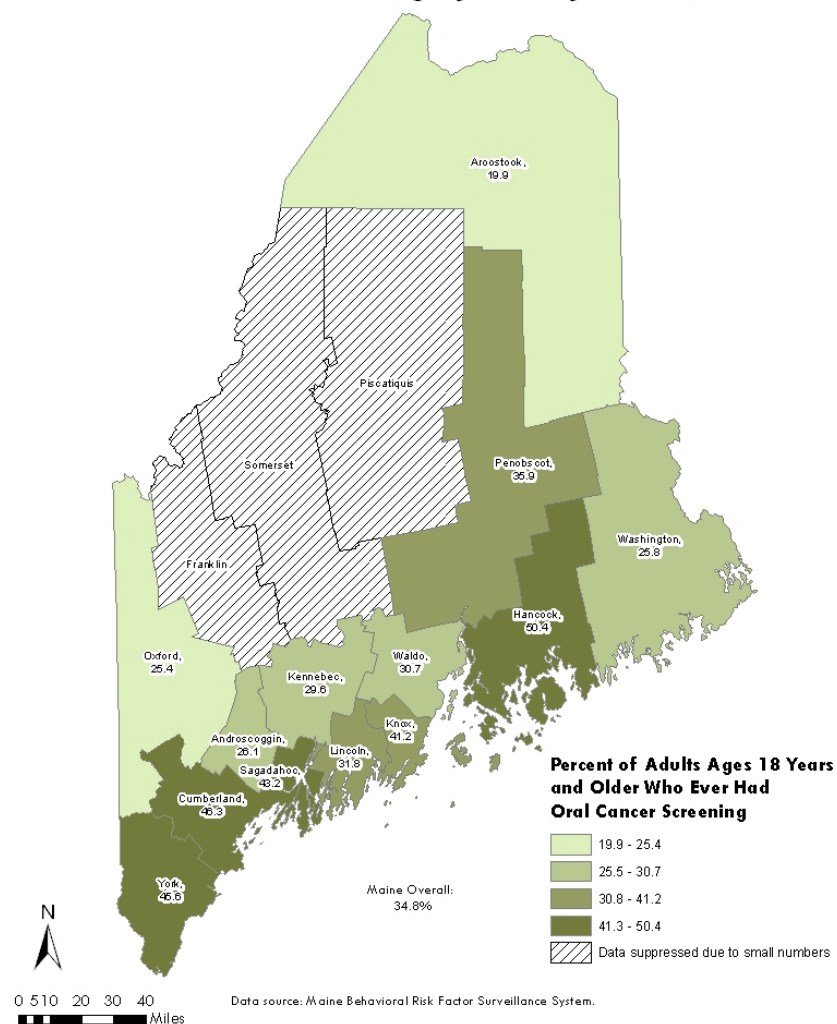 Aroostook,
19.9
Piscatiquis
Somerset
Penobscot,
35.9
Washington,
25.8
Franklin
Hancock,
50.4
Oxford,
25.4
Waldo,
30.7
Kennebec,
29.6
Knox,
41.2
Androscoggin,
26.1
Lincoln,
31.8
Sagadahoc,
43.2
Cumberland,
46.3
York,
45.6
Percent of Adults Ages 18 Years
and Older Who Ever Had
Oral Cancer Screening
19.9 - 25.4
25.5 - 30.7
30.8 - 41.2
41.3 - 50.4
Data suppressed due to small numbers
Maine Overall:
34.8%
N
0 5 10 20 30 40
Miles
Data source: Maine Behavioral Risk Factor Surveillance System.